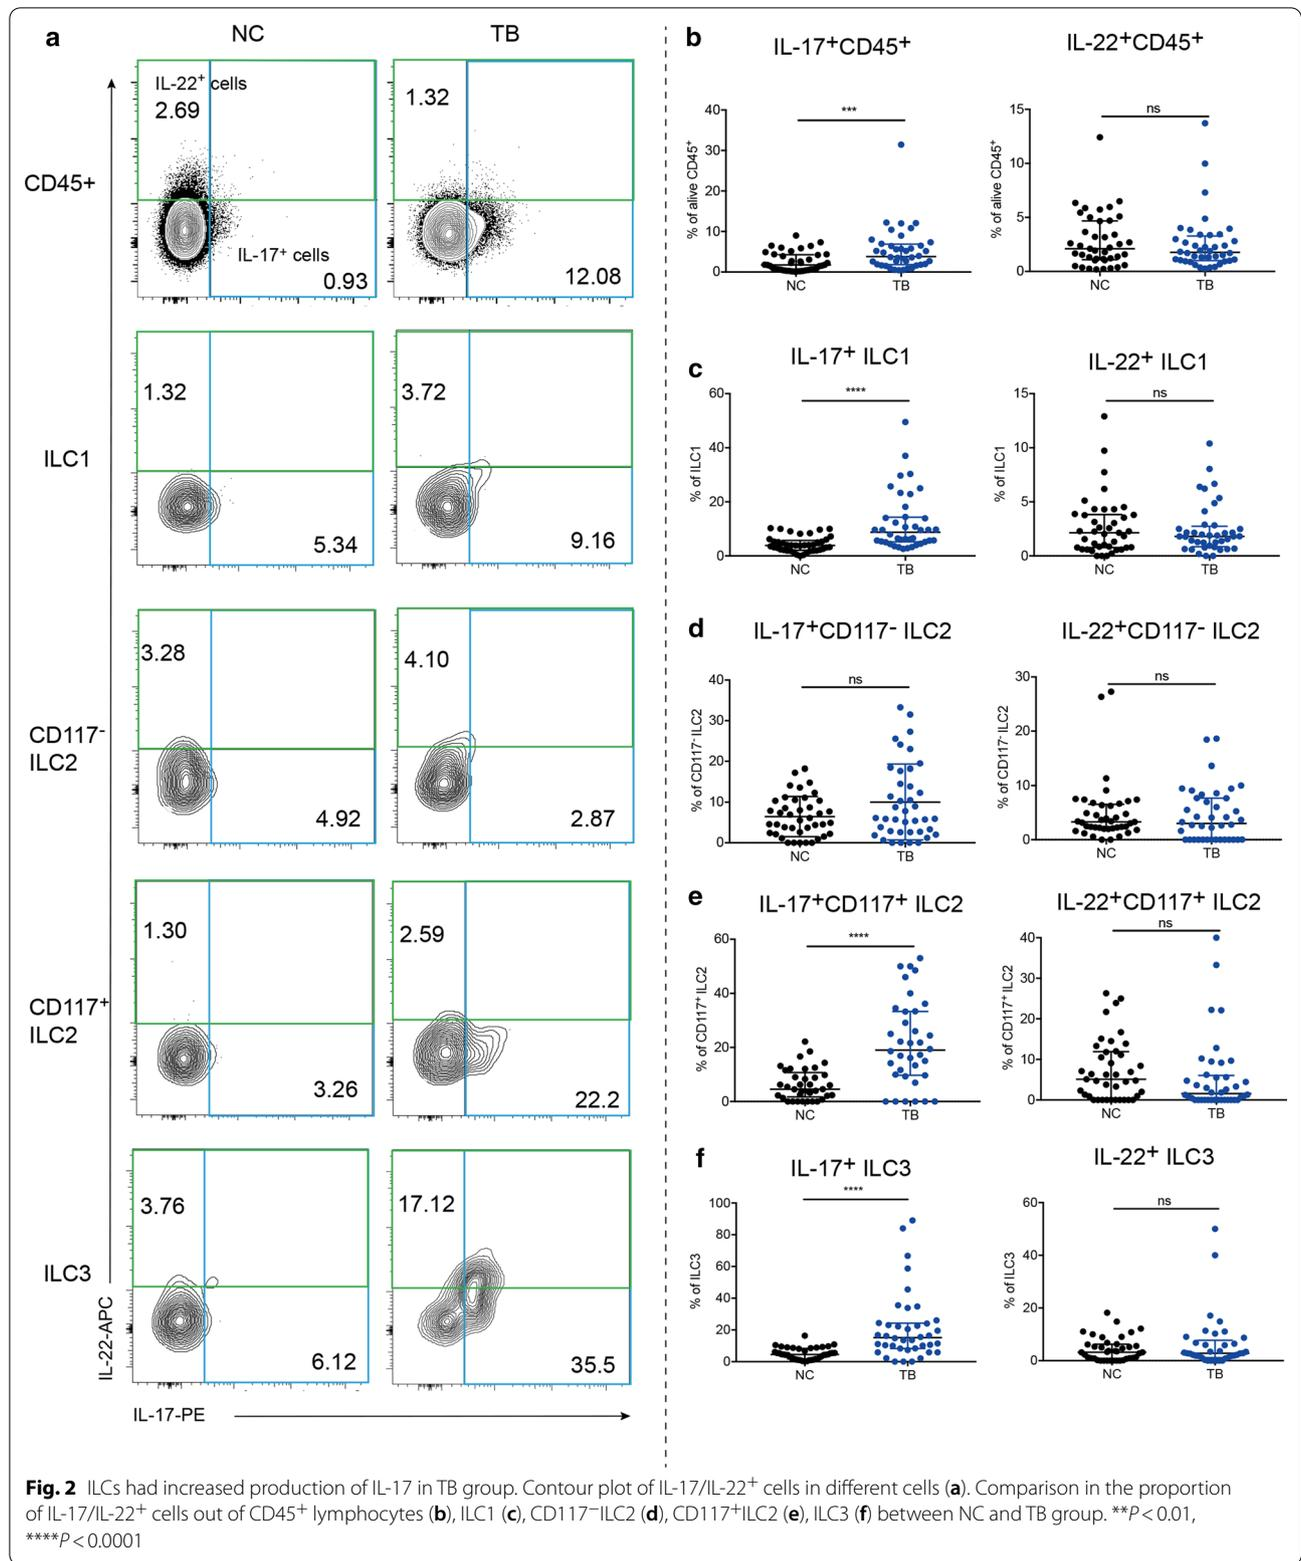 a
NC
TB
IL-22+ cells
2.69
1.32
CD45+
IL-17+ cells
0.93
12.08
1.32
3.72
ILC1
5.34
9.16
3.28
4.10
CD117-
ILC2
4.92
2.87
1.30
2.59
CD117+
ILC2
3.26
22.2
3.76
17.12
ILC3
6.12
35.5
IL-22-APC
IL-17-PE
b
IL-17+CD45+
% of alive CD45+
40
30
20
10
0
***
NC
TB
IL-22+CD45+
% of alive CD45+
15
10
5
0
ns
NC
TB
c
IL-17+ ILC1
% of ILC1
60
40
20
0
****
NC
TB
IL-22+ ILC1
% of ILC1
15
10
5
0
ns
NC
TB
d
IL-17+CD117- ILC2
% of CD117- ILC2
40
30
20
10
0
ns
NC
TB
IL-22+CD117- ILC2
% of CD117- ILC2
30
20
10
0
ns
NC
TB
e
IL-17+CD117+ ILC2
% of CD117+ ILC2
60
40
20
0
****
NC
TB
IL-22+CD117+ ILC2
% of CD117+ ILC2
40
30
20
10
0
ns
NC
TB
f
IL-17+ ILC3
% of ILC3
100
80
60
40
20
0
****
NC
TB
IL-22+ ILC3
% of ILC3
60
40
20
0
ns
NC
TB
Fig. 2 ILCs had increased production of IL-17 in TB group. Contour plot of IL-17/IL-22+ cells in different cells (a). Comparison in the proportion
of IL-17/IL-22+ cells out of CD45+ lymphocytes (b), ILC1 (c), CD117−ILC2 (d), CD117+ILC2 (e), ILC3 (f) between NC and TB group. **P < 0.01,
****P < 0.0001